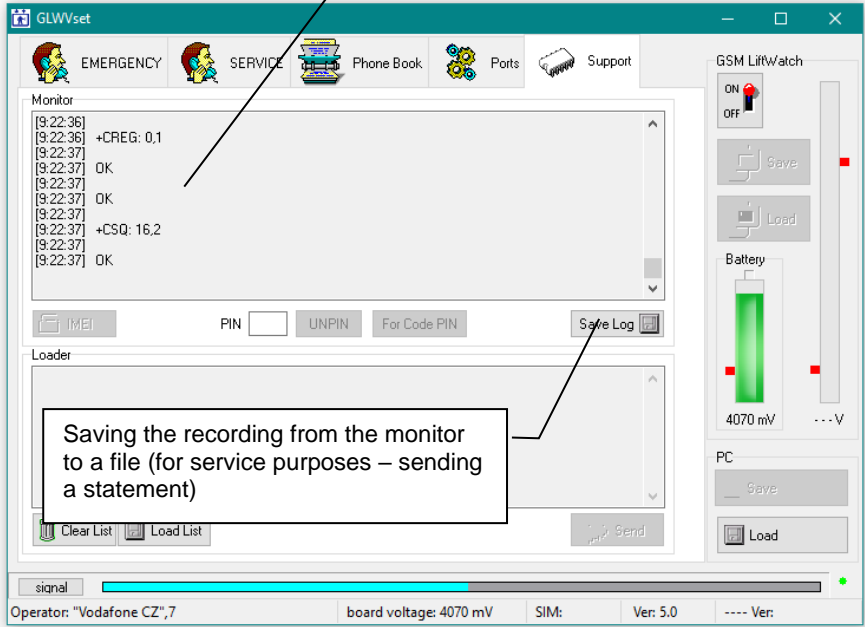 GLWVset
EMERGENCY
SERVICE
Phone Book
Ports
Support
Monitor
[9:22:36]
[9:22:36] +CREG: 0,1
[9:22:37]
[9:22:37] OK
[9:22:37]
[9:22:37] OK
[9:22:37]
[9:22:37] +CSQ: 16,2
[9:22:37]
[9:22:37] OK
IMEI
PIN
UNPIN
For Code PIN
Save Log
Loader
Saving the recording from the monitor
to a file (for service purposes – sending
a statement)
Clear List
Load List
Send
GSM LiftWatch
ON
OFF
Save
Load
Battery
4070 mV
---V
PC
Save
Load
signal
Operator: "Vodafone CZ",7
board voltage: 4070 mV
SIM:
Ver: 5.0
---- Ver: